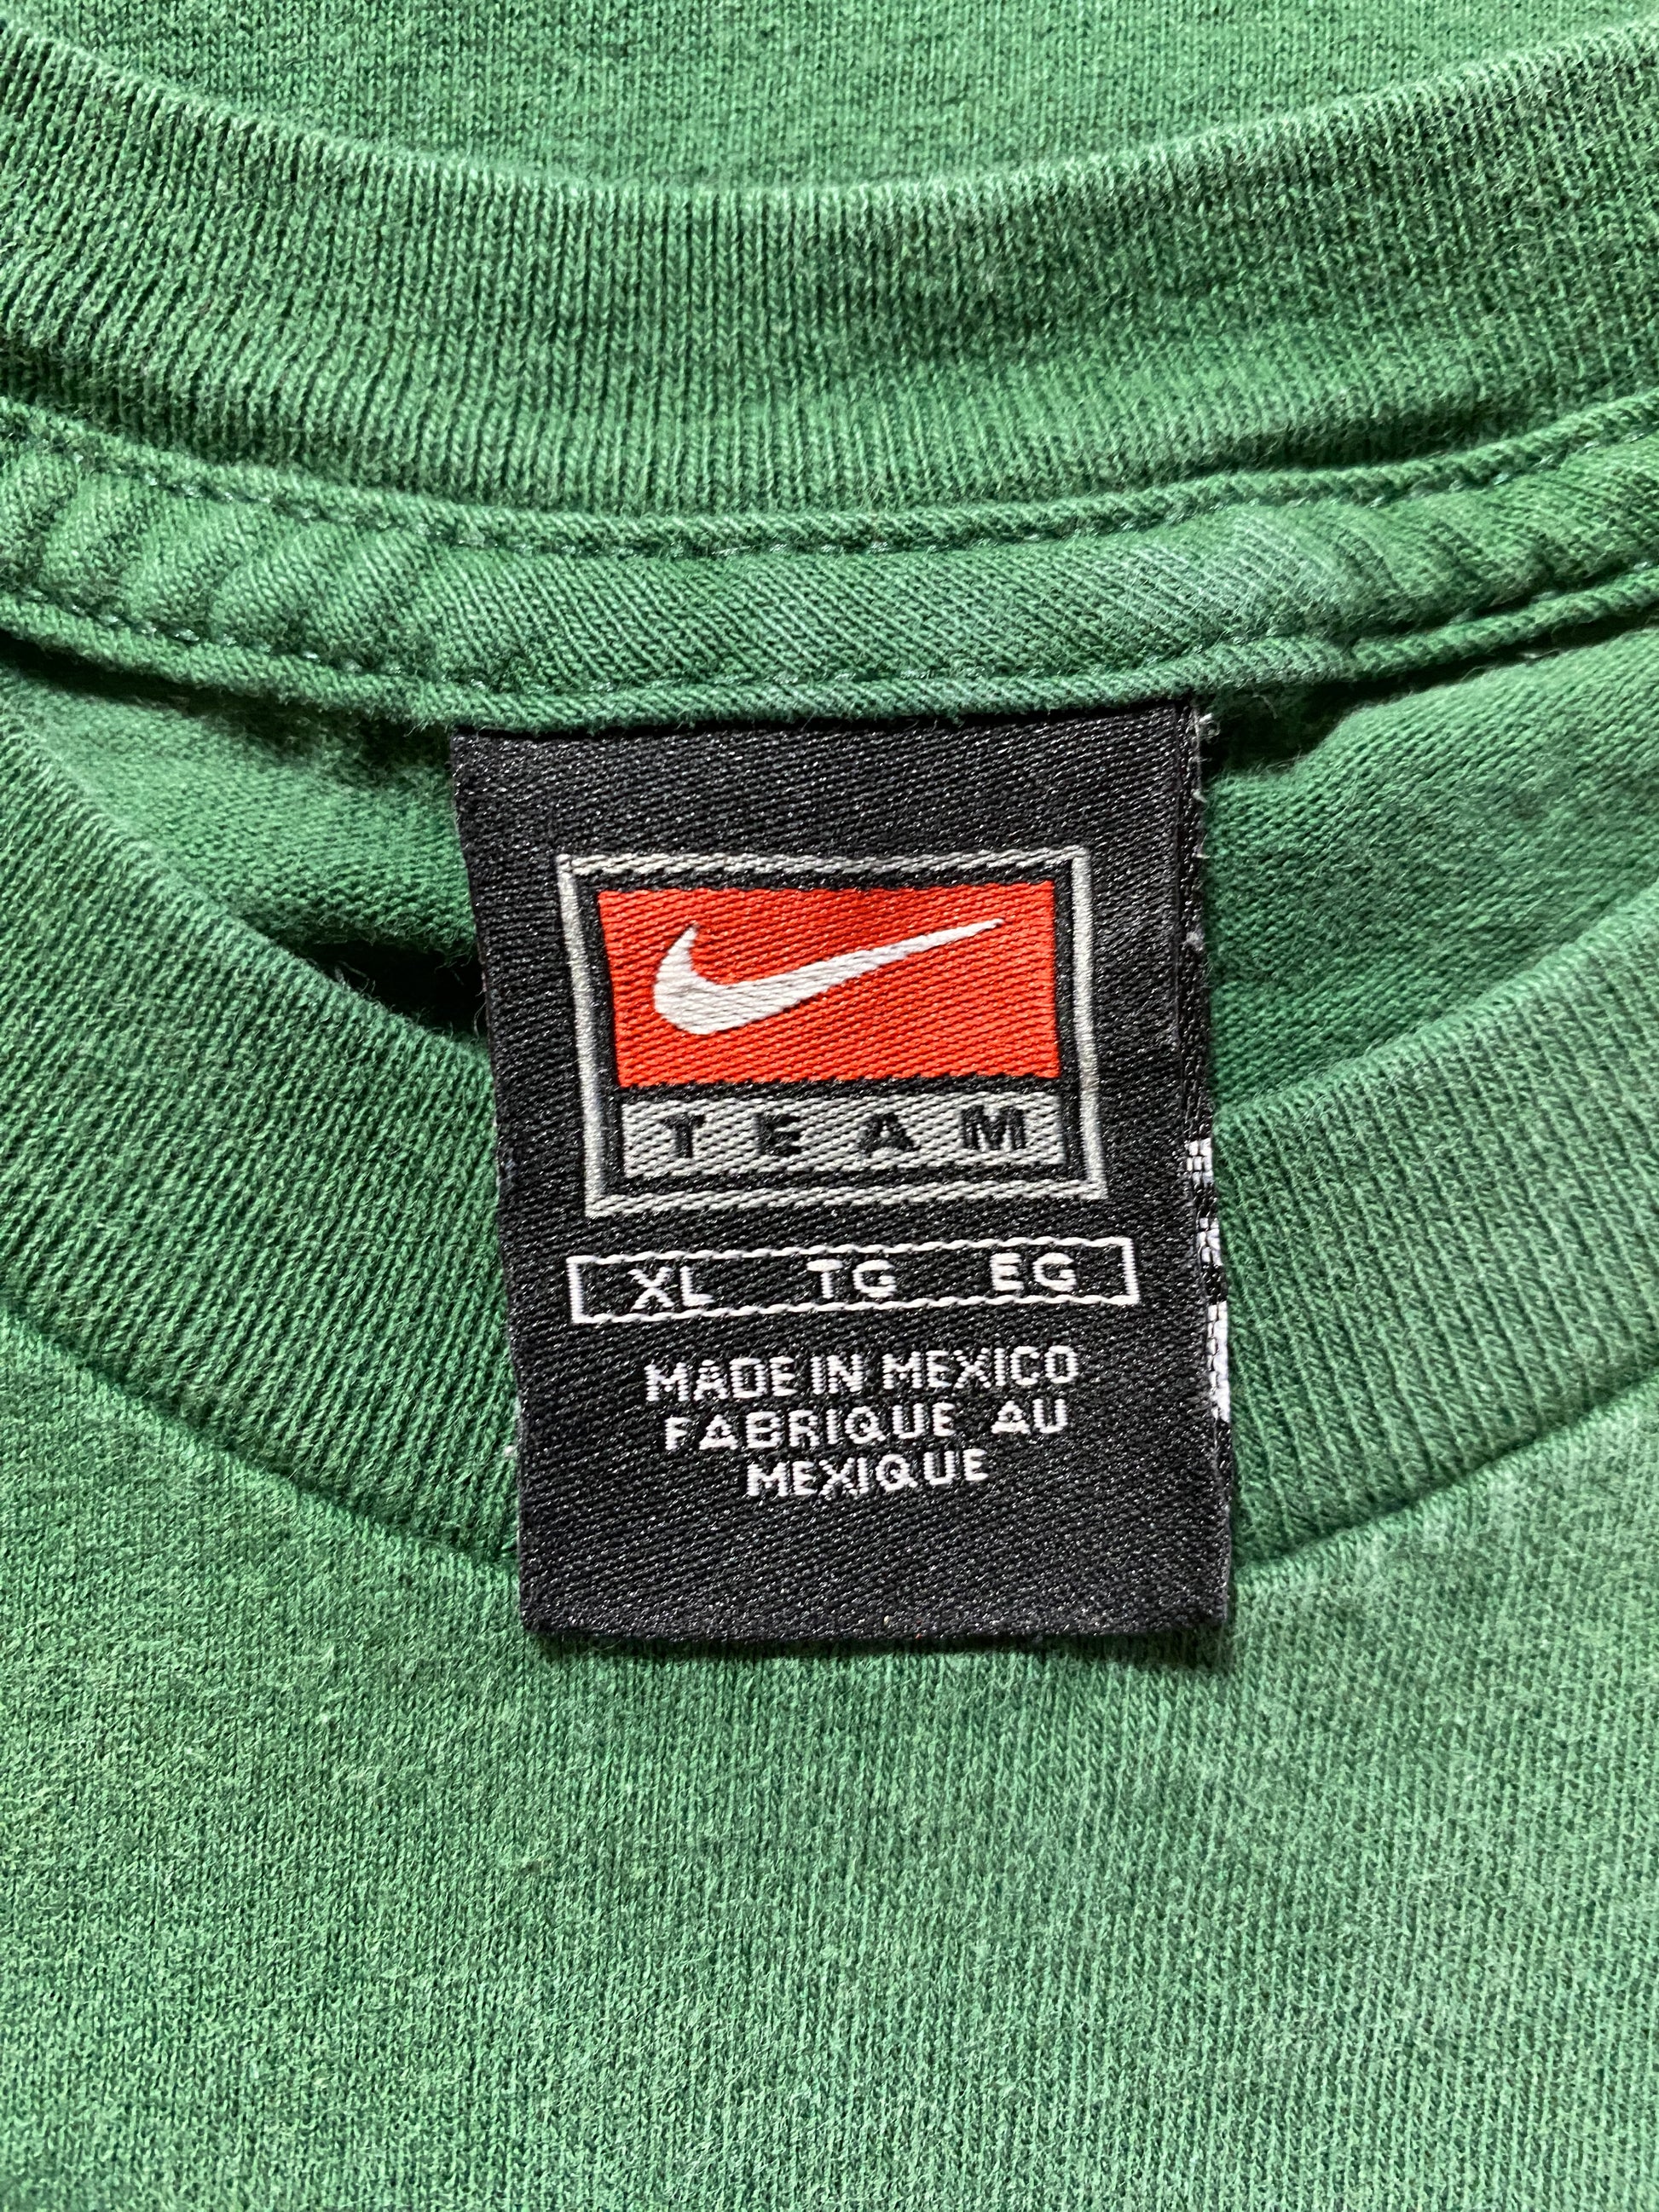 TEAM
XL TG EG
MADE IN MEXICO
FABRIQUE AU
MEXIQUE